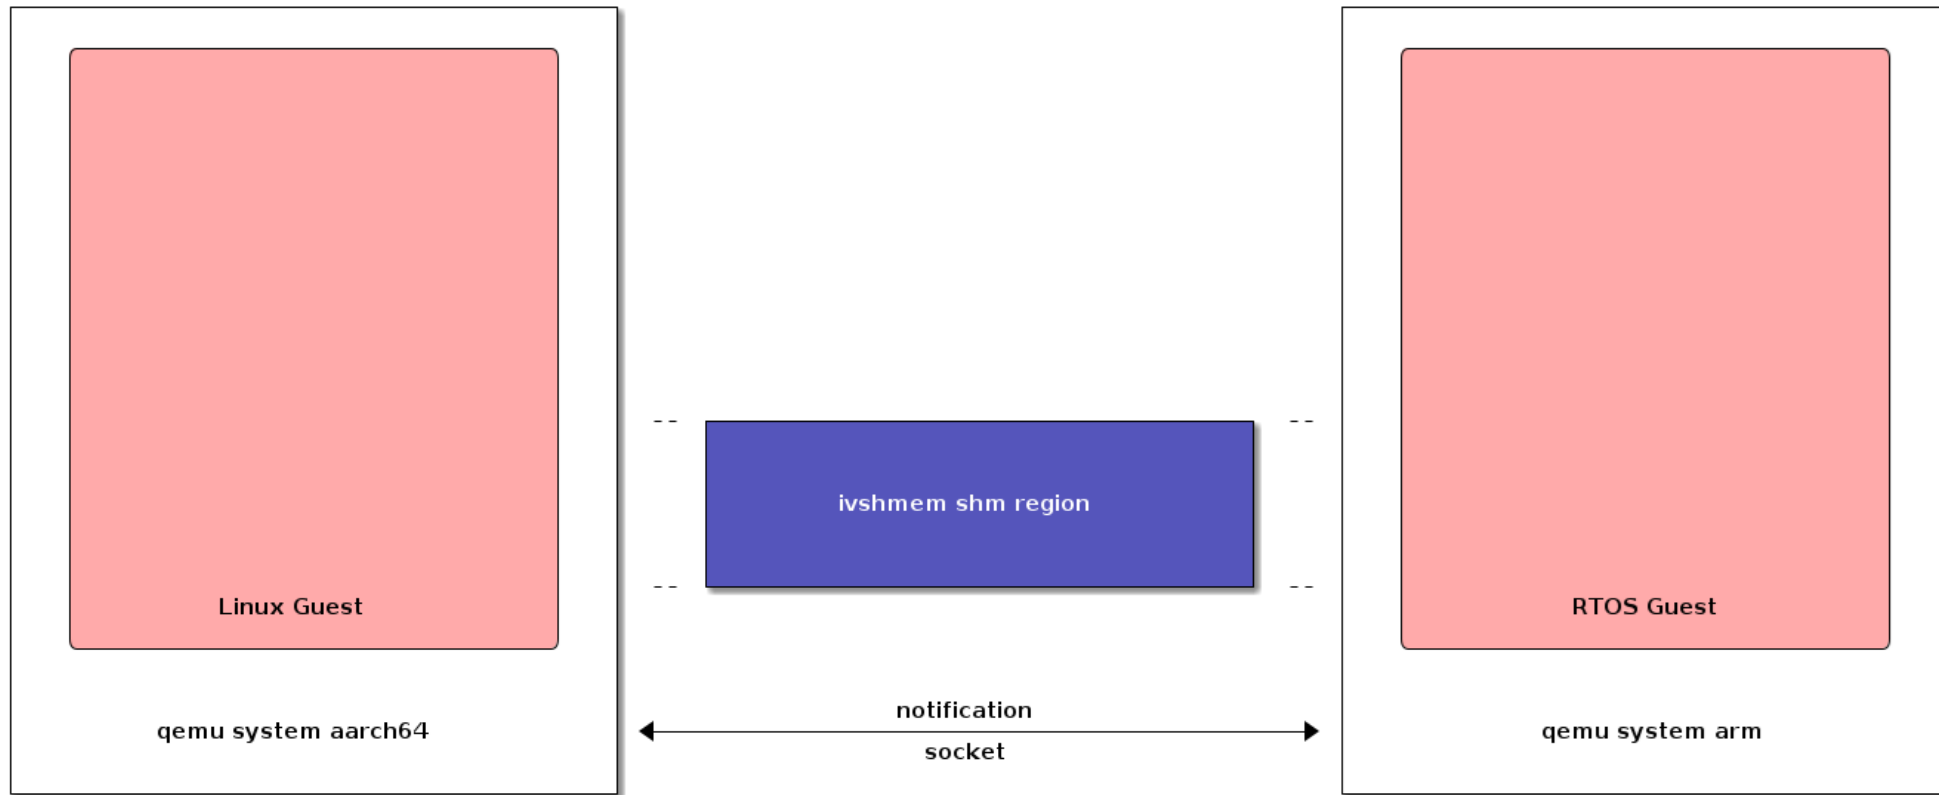 ivshmem shm region
Linux Guest
RTOS Guest
notification
qemu system aarch64
qemu system arm
socket